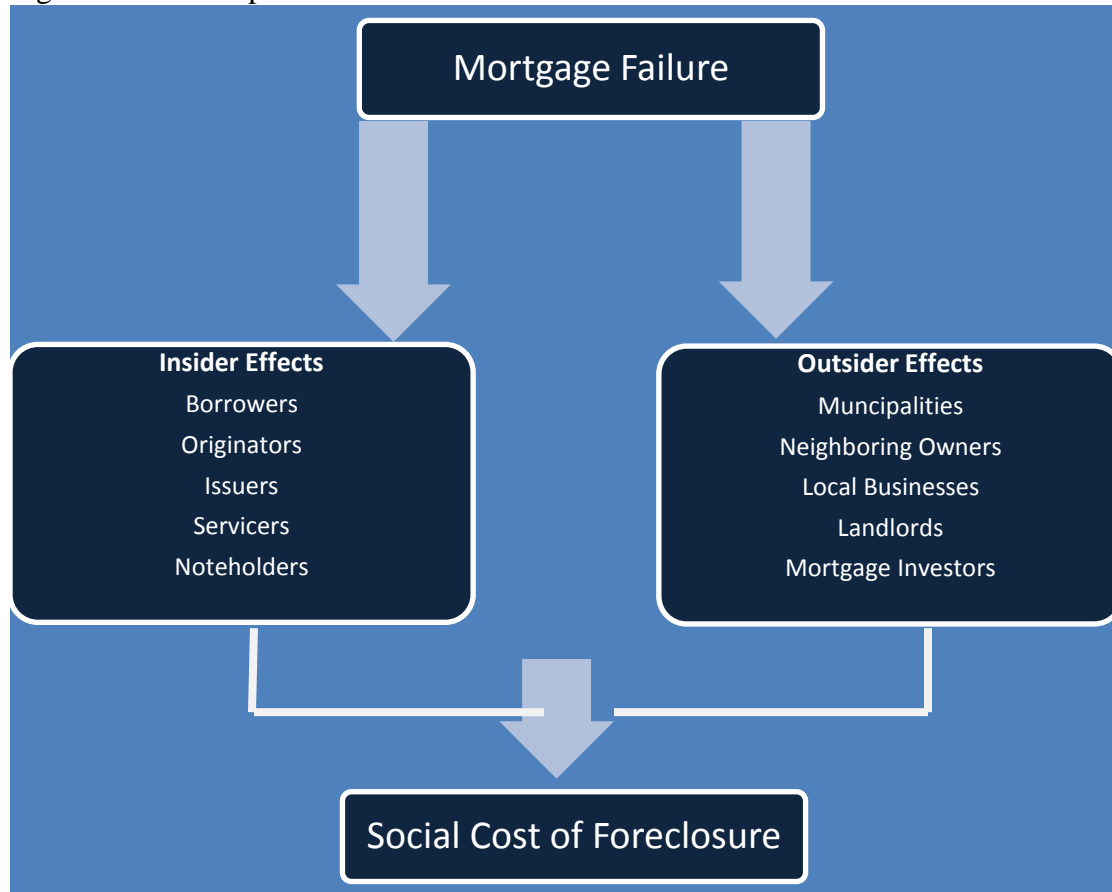 Mortgage Failure
Insider Effects
Borrowers
Originators
Issuers
Servicers
Noteholders
Outsider Effects
Muncipalities
Neighboring Owners
Local Businesses
Landlords
Mortgage Investors
Social Cost of Foreclosure